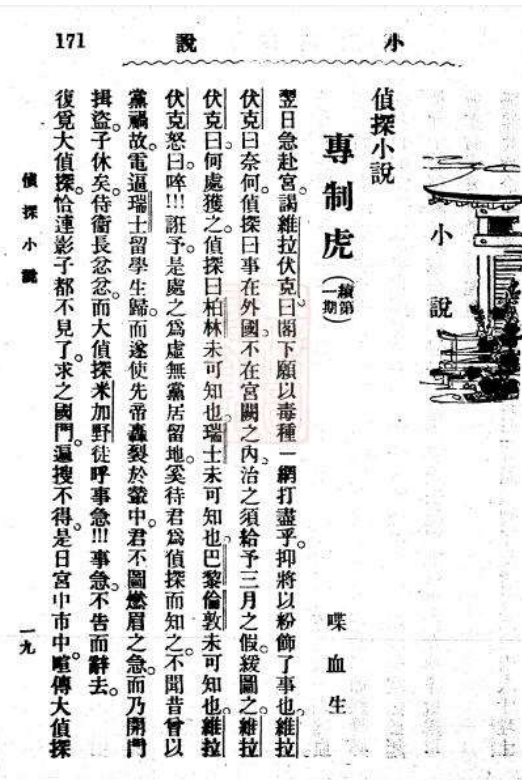 小說
171
小說
偵探小說
專制虎（續第一期）
喋血生
翌日急赴宮謁維拉伏克曰閣下願以毒種一網打盡乎。抑將以粉飾了事也。維拉
伏克曰奈何。偵探曰事在外國。不在宮闕之內。治之須給予三月之假。緩圖之。維拉
伏克曰。何處獲之。偵探曰柏林未可知也。瑞士未可知也。巴黎倫敦未可知也。維拉
伏克怒曰。啐!!!誑予。是處之爲虛無黨居留地。奚待君爲偵探而知之。不聞昔曾以
黨禍故。電逼瑞士留學生歸。而遂使先帝轟裂於輦中。君不圖燃眉之急。而乃開門
揖盜。子休矣。侍衛長忿忿。而大偵探米加野徒呼事急!!!事急。不告而辭去。
復覓大偵探。恰連影子都不見了。求之國門。遍搜不得。是日宮中市中。喧傳大偵探
偵探小說
一九